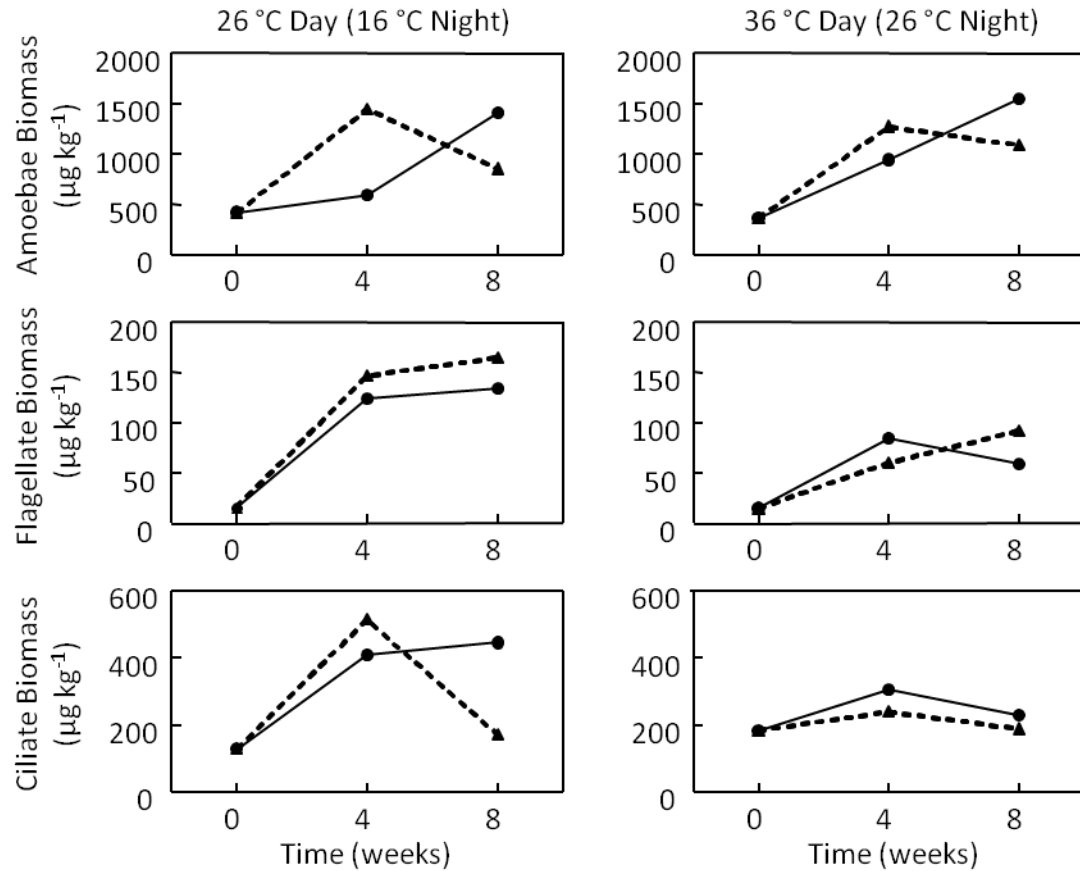 26 °C Day (16 °C Night)
36 °C Day (26 °C Night)
Amoebae Biomass
(µg kg⁻¹)
2000
1500
1000
500
0
0 4 8
2000
1500
1000
500
0
0 4 8
Flagellate Biomass
(µg kg⁻¹)
200
150
100
50
0
0 4 8
200
150
100
50
0
0 4 8
Ciliate Biomass
(µg kg⁻¹)
600
400
200
0
0 4 8
Time (weeks)
600
400
200
0
0 4 8
Time (weeks)